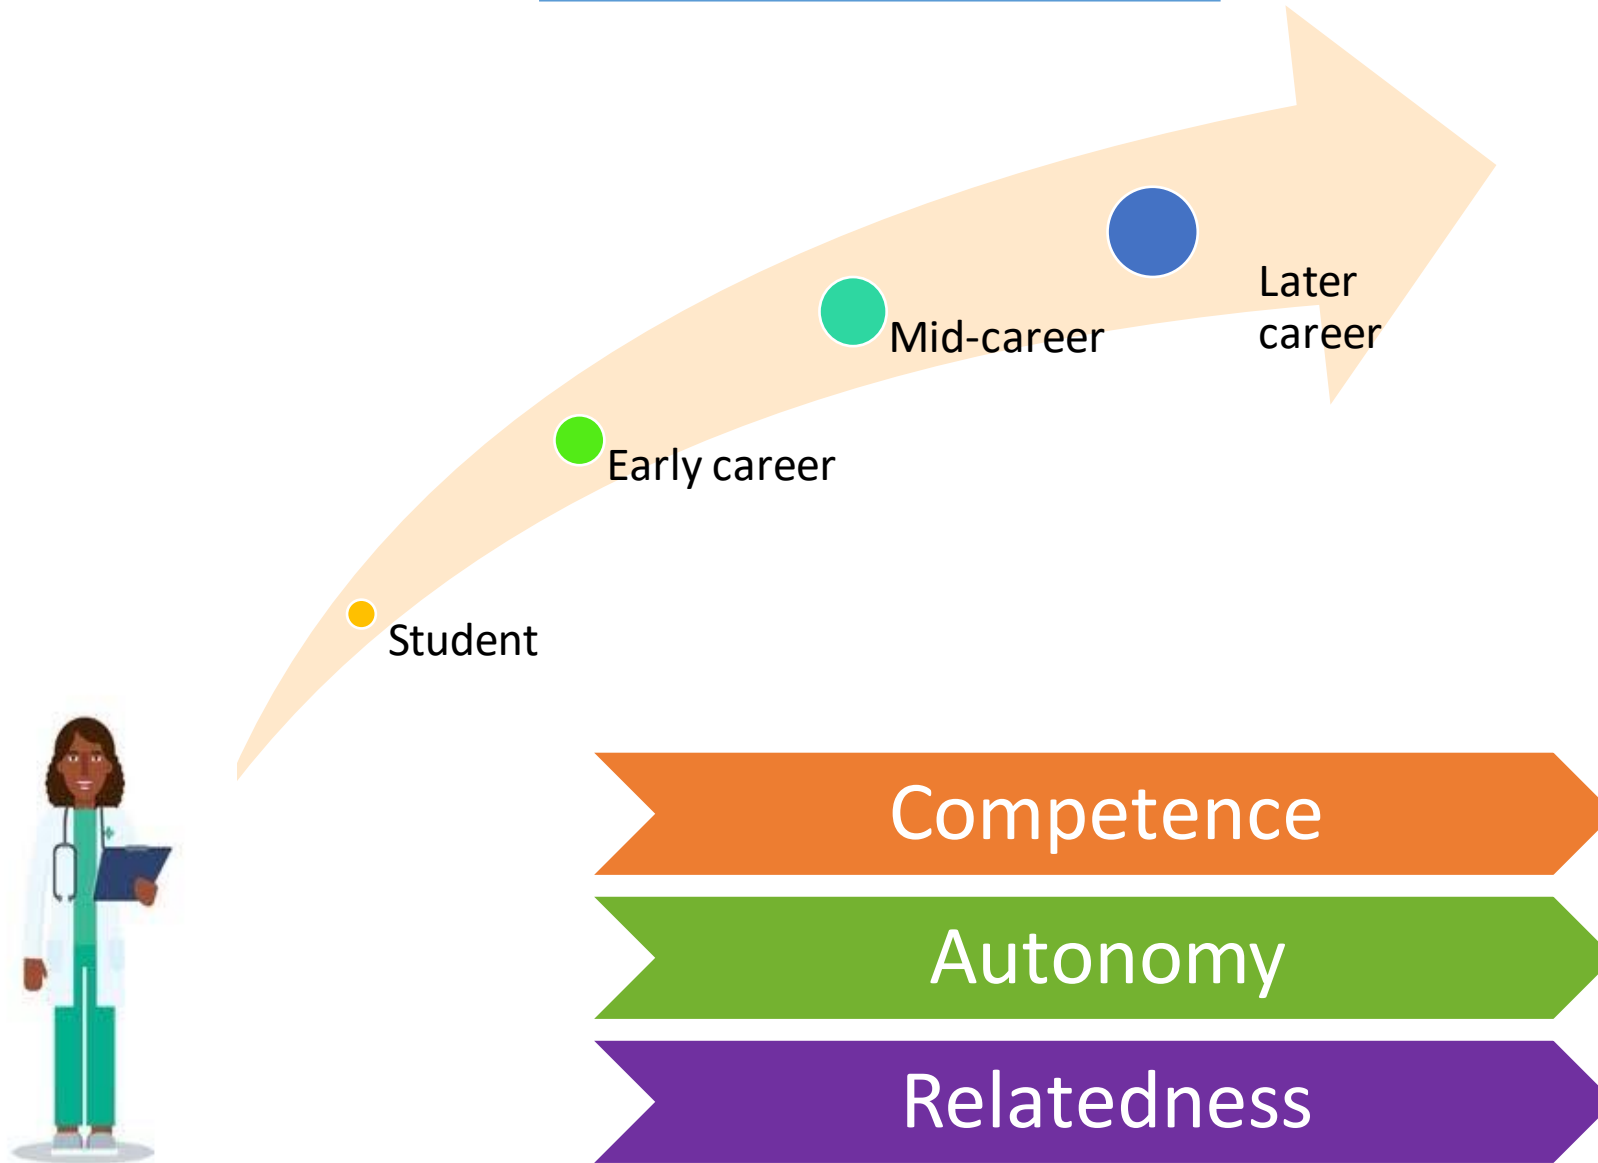 Later
career
Mid-career
Early career
Student
Competence
Autonomy
Relatedness